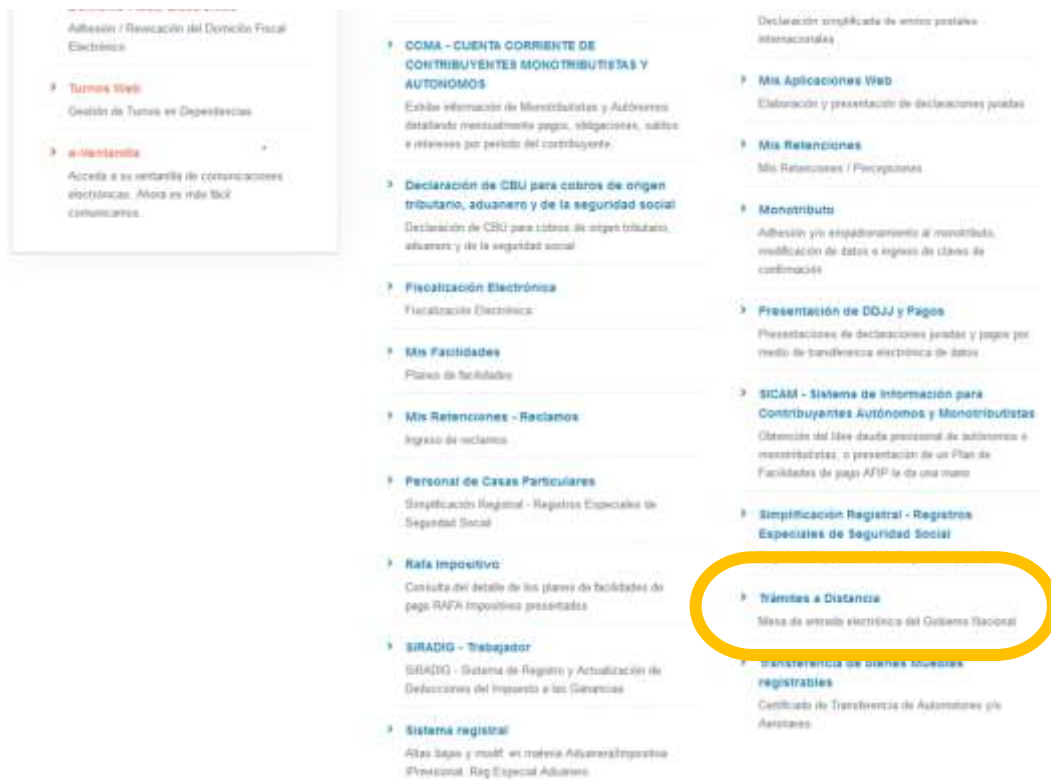 Adhesión / Revocación del Domicilio Fiscal
Electrónico
Turnos Web
Gestión de Turnos en Dependencias
e-Ventanilla
Acceda a su ventanilla de comunicaciones
electrónicas. Ahora es más fácil
comunicarnos.
CCMA - CUENTA CORRIENTE DE
CONTRIBUYENTES MONOTRIBUTISTAS Y
AUTONOMOS
Exhibe información de Monotributistas y Autónomos
detallando mensualmente pagos, obligaciones, saldos
e intereses por período del contribuyente.
Declaración de CBU para cobros de origen
tributario, aduanero y de la seguridad social
Declaración de CBU para cobros de origen tributario,
aduanero y de la seguridad social
Fiscalización Electrónica
Fiscalización Electrónica
Mis Facilidades
Planes de facilidades
Mis Retenciones - Reclamos
Ingreso de reclamos
Personal de Casas Particulares
Simplificación Registral - Registros Especiales de
Seguridad Social
Rafa Impositivo
Consulta del detalle de los planes de facilidades de
pago RAFA Impositivos presentados
SiRADIG - Trabajador
SiRADIG - Sistema de Registro y Actualización de
Deducciones del Impuesto a las Ganancias
Sistema registral
Altas bajas y modif. en materia Aduanera/Impositiva
/Previsional. Reg Especial Aduanero
Declaración simplificada de envíos postales
internacionales
Mis Aplicaciones Web
Elaboración y presentación de declaraciones juradas
Mis Retenciones
Mis Retenciones / Percepciones
Monotributo
Adhesión y/o empadronamiento al monotributo,
modificación de datos e ingreso de claves de
confirmación
Presentación de DDJJ y Pagos
Presentaciones de declaraciones juradas y pagos por
medio de transferencia electrónica de datos
SICAM - Sistema de Información para
Contribuyentes Autónomos y Monotributistas
Obtención del libre deuda previsional de autónomos o
monotributistas, o presentación de un Plan de
Facilidades de pago AFIP le da una mano
Simplificación Registral - Registros
Especiales de Seguridad Social
Trámites a Distancia
Mesa de entrada electrónica del Gobierno Nacional
Transferencia de Bienes Muebles
registrables
Certificado de Transferencia de Automotores y/o
Aeronaves